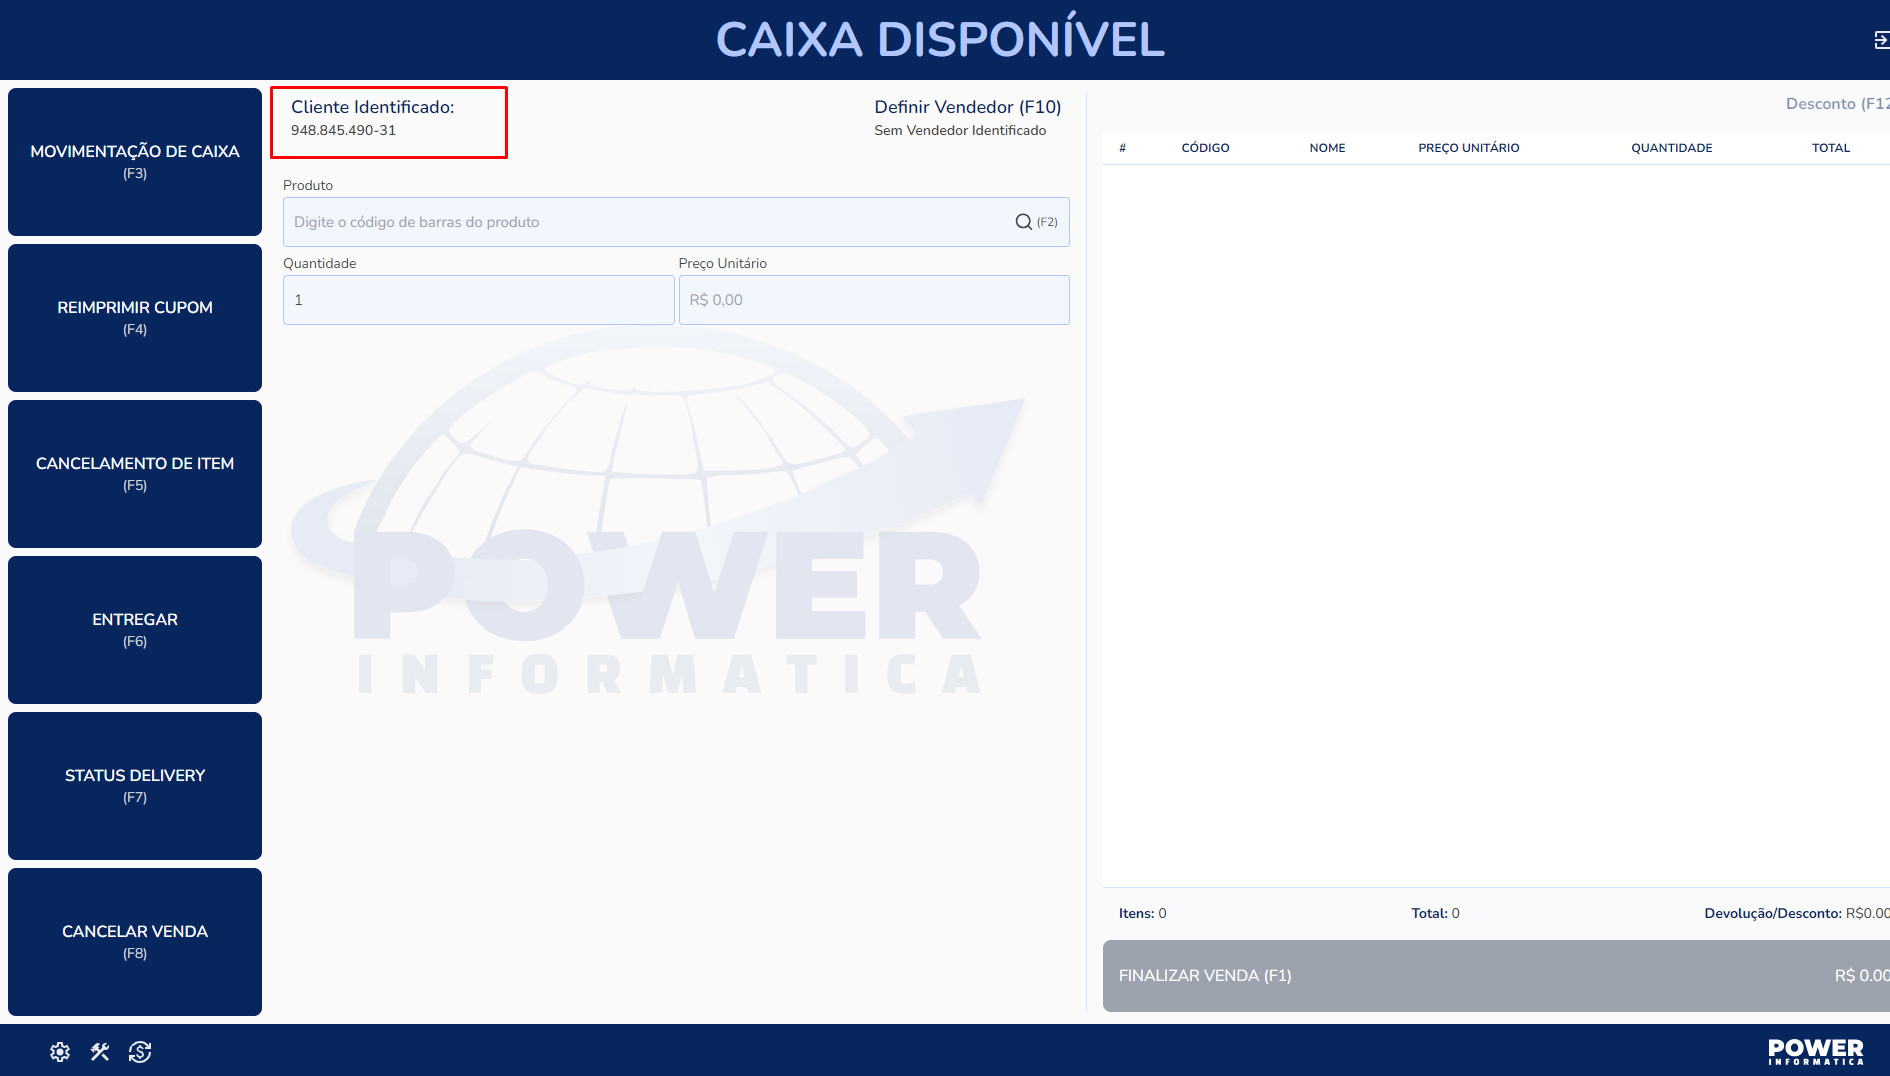 CAIXA DISPONÍVEL
MOVIMENTAÇÃO DE CAIXA
(F3)
REIMPRIMIR CUPOM
(F4)
CANCELAMENTO DE ITEM
(F5)
ENTREGAR
(F6)
STATUS DELIVERY
(F7)
CANCELAR VENDA
(F8)
Cliente Identificado:
948.845.490-31
Definir Vendedor (F10)
Sem Vendedor Identificado
Produto
Digite o código de barras do produto (F2)
Quantidade Preço Unitário
1 R$ 0,00
POWER
INFORMATICA
Desconto (F12
# CÓDIGO NOME PREÇO UNITÁRIO QUANTIDADE TOTAL
Itens: 0 Total: 0 Devolução/Desconto: R$0.00
FINALIZAR VENDA (F1) R$ 0.00
POWER
INFORMATICA